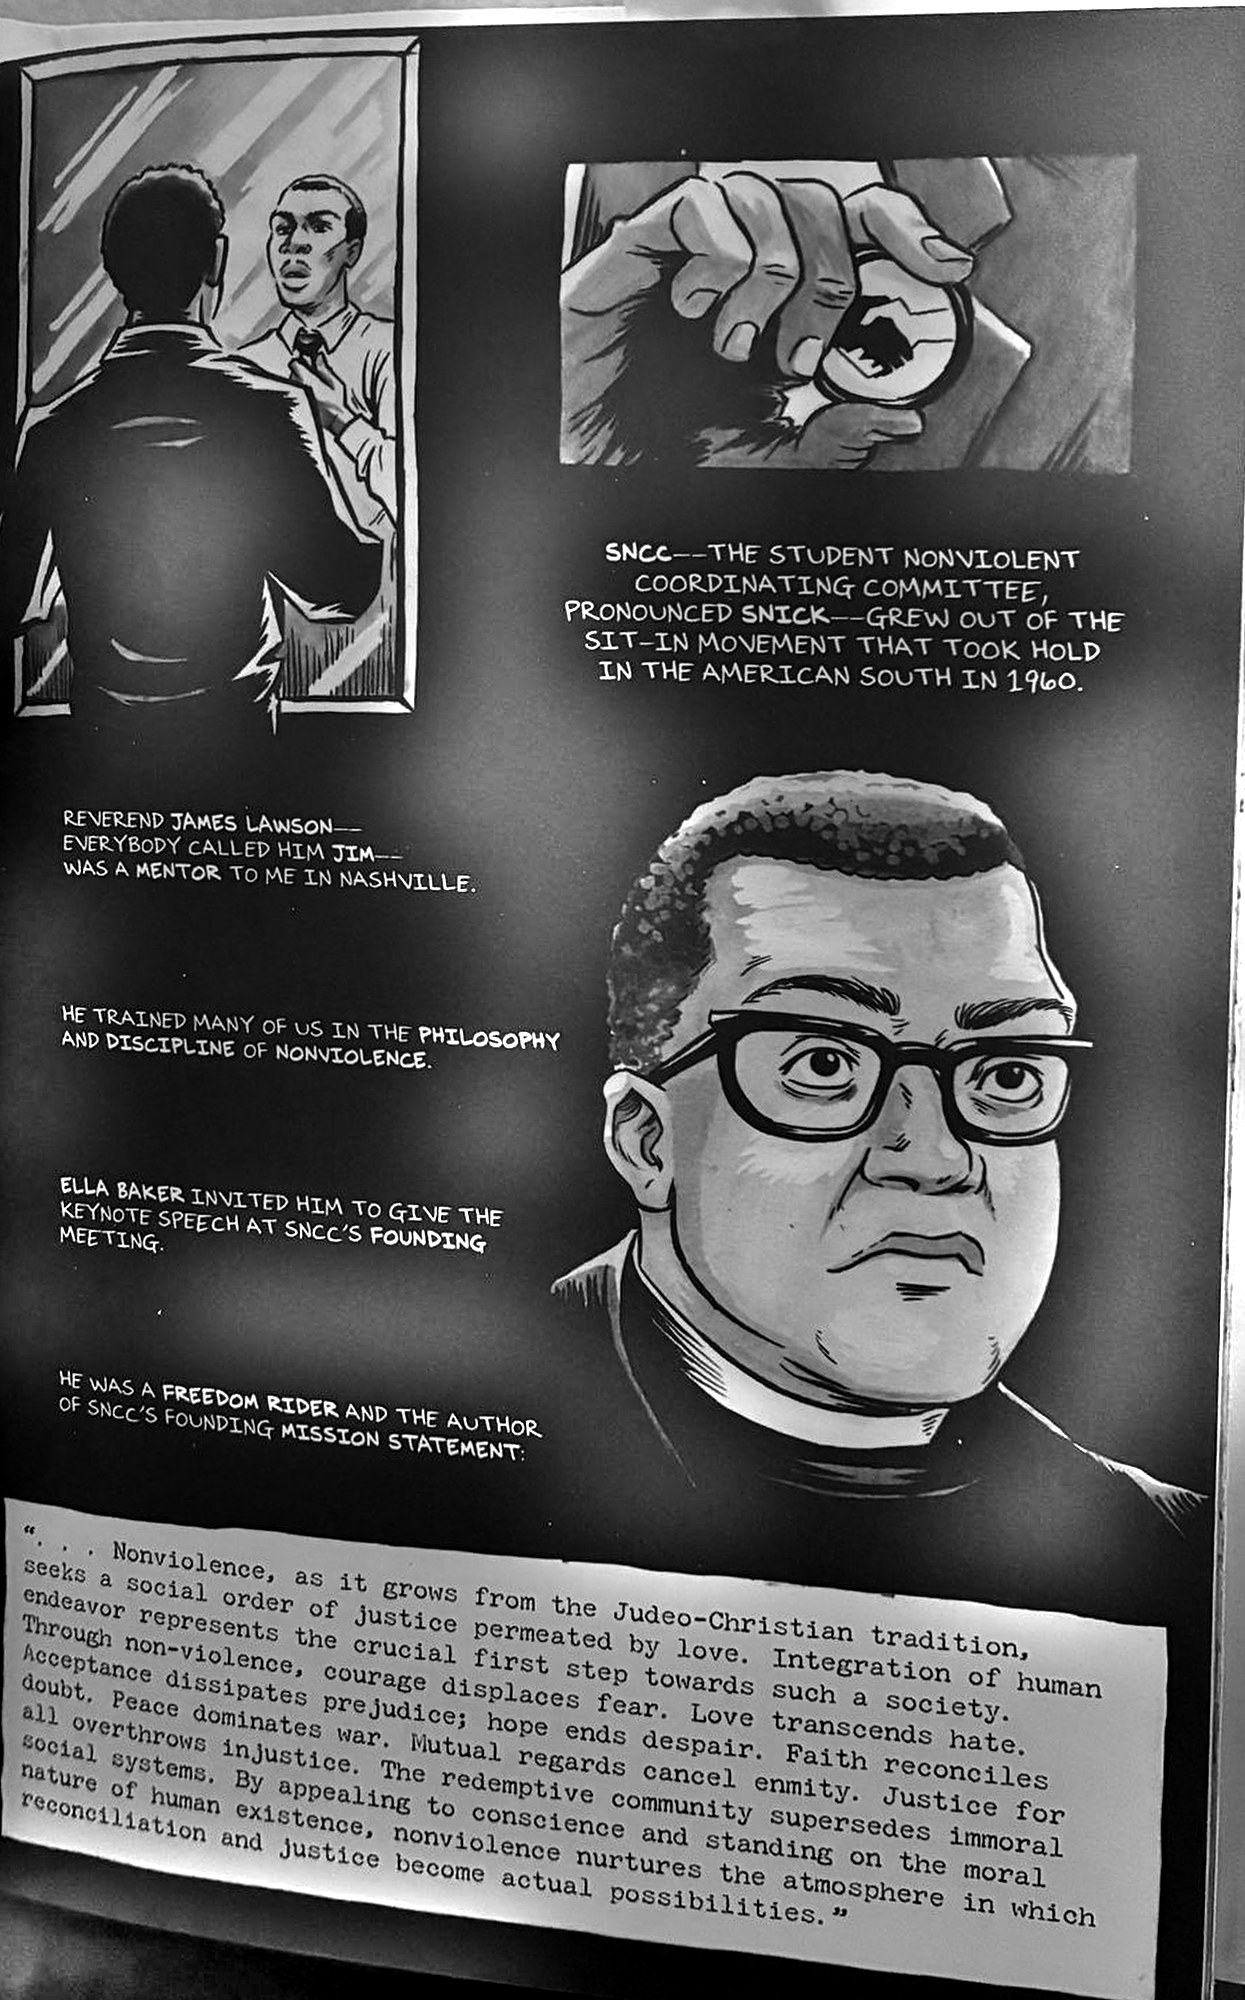 SNCC--THE STUDENT NONVIOLENT
COORDINATING COMMITTEE,
PRONOUNCED SNICK--GREW OUT OF THE
SIT-IN MOVEMENT THAT TOOK HOLD
IN THE AMERICAN SOUTH IN 1960.
REVEREND JAMES LAWSON--
EVERYBODY CALLED HIM JIM--
WAS A MENTOR TO ME IN NASHVILLE.
HE TRAINED MANY OF US IN THE PHILOSOPHY
AND DISCIPLINE OF NONVIOLENCE.
ELLA BAKER INVITED HIM TO GIVE THE
KEYNOTE SPEECH AT SNCC'S FOUNDING
MEETING.
HE WAS A FREEDOM RIDER AND THE AUTHOR
OF SNCC'S FOUNDING MISSION STATEMENT:
“. . . Nonviolence, as it grows from the Judeo-Christian tradition,
seeks a social order of justice permeated by love. Integration of human
endeavor represents the crucial first step towards such a society.
Through non-violence, courage displaces fear. Love transcends hate.
Acceptance dissipates prejudice; hope ends despair. Faith reconciles
doubt. Peace dominates war. Mutual regards cancel enmity. Justice for
all overthrows injustice. The redemptive community supersedes immoral
social systems. By appealing to conscience and standing on the moral
nature of human existence, nonviolence nurtures the atmosphere in which
reconciliation and justice become actual possibilities.”